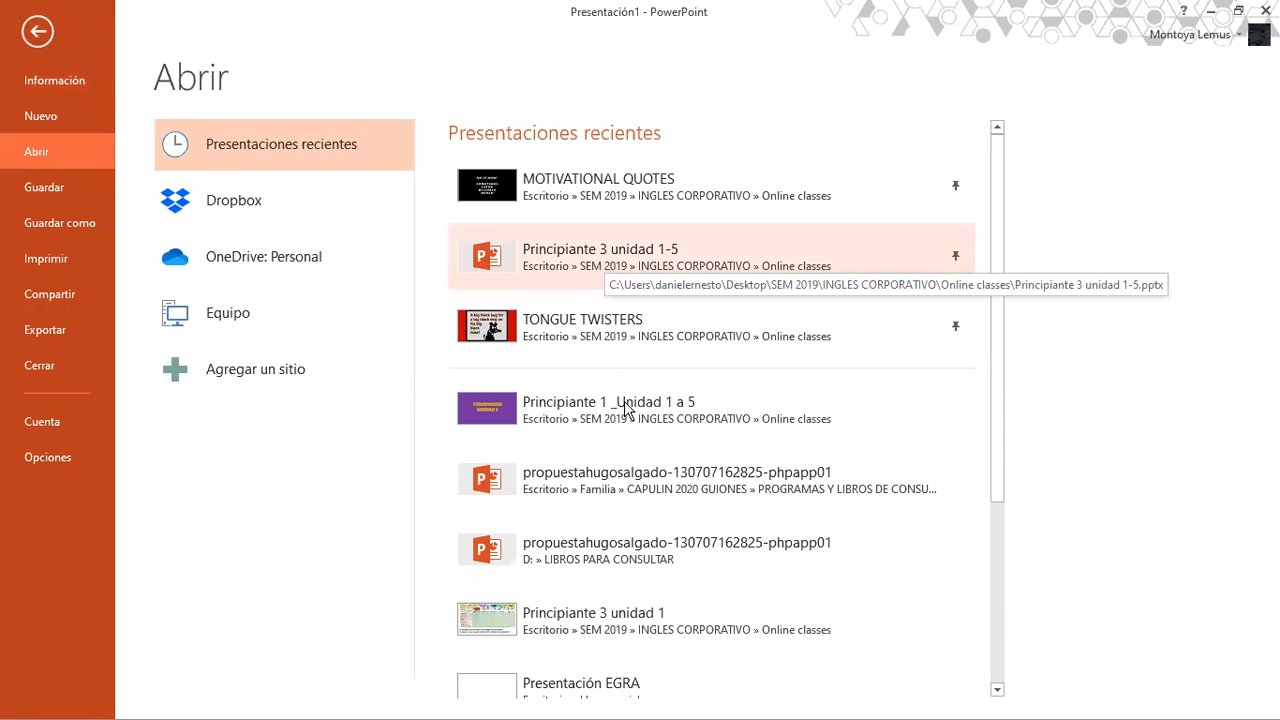 Presentación1 - PowerPoint
?
Montoya Lemus
Información
Nuevo
Abrir
Guardar
Guardar como
Imprimir
Compartir
Exportar
Cerrar
Cuenta
Opciones
Abrir
Presentaciones recientes
Dropbox
OneDrive: Personal
Equipo
Agregar un sitio
Presentaciones recientes
MOTIVATIONAL QUOTES
Escritorio » SEM 2019 » INGLES CORPORATIVO » Online classes
Principiante 3 unidad 1-5
Escritorio » SEM 2019 » INGLES CORPORATIVO » Online classes
C:\Users\danielernesto\Desktop\SEM 2019\INGLES CORPORATIVO\Online classes\Principiante 3 unidad 1-5.pptx
TONGUE TWISTERS
Escritorio » SEM 2019 » INGLES CORPORATIVO » Online classes
Principiante 1 _Unidad 1 a 5
Escritorio » SEM 2019 » INGLES CORPORATIVO » Online classes
propuestahugosalgado-130707162825-phpapp01
Escritorio » Familia » CAPULIN 2020 GUIONES » PROGRAMAS Y LIBROS DE CONSU...
propuestahugosalgado-130707162825-phpapp01
D: » LIBROS PARA CONSULTAR
Principiante 3 unidad 1
Escritorio » SEM 2019 » INGLES CORPORATIVO » Online classes
Presentación EGRA